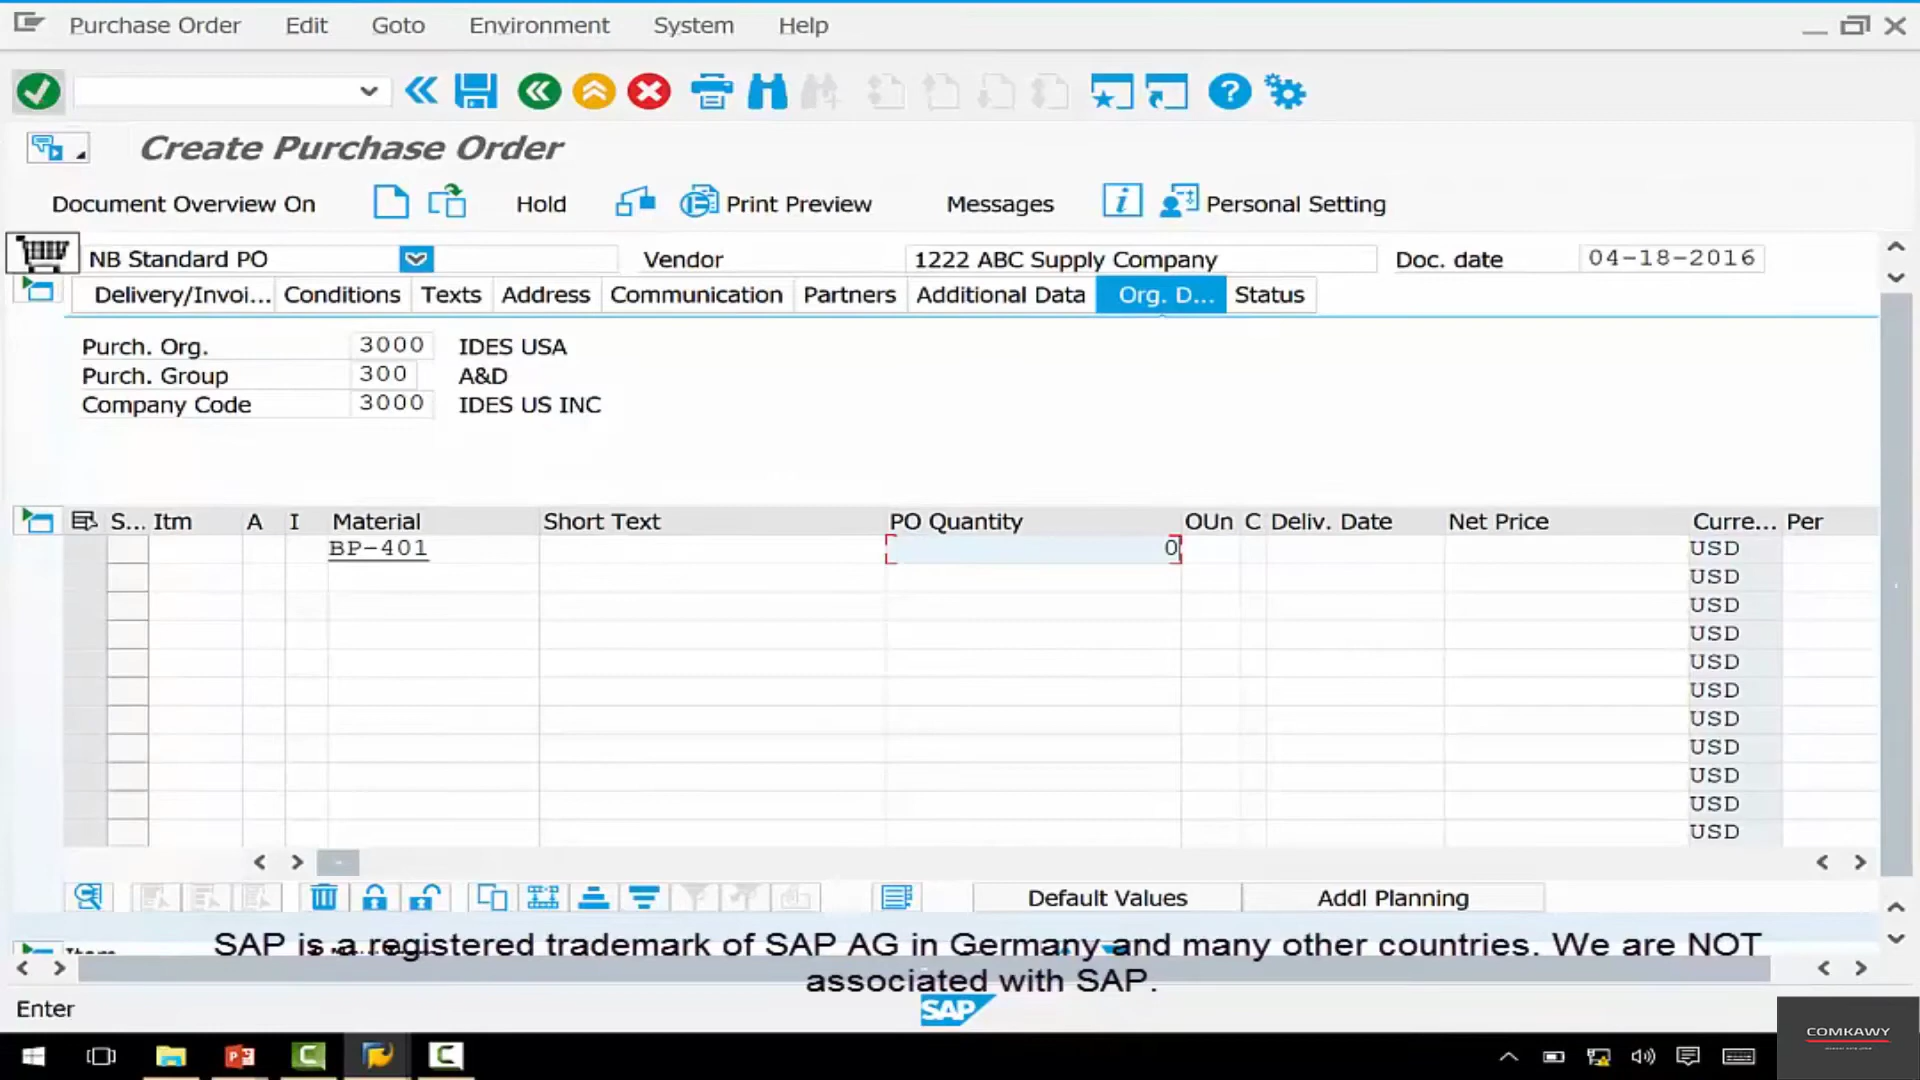 Purchase Order Edit Goto Environment System Help
Create Purchase Order
Document Overview On Hold Print Preview Messages Personal Setting
NB Standard PO Vendor 1222 ABC Supply Company Doc. date 04-18-2016
Delivery/Invoi... Conditions Texts Address Communication Partners Additional Data Org. D... Status
Purch. Org. 3000 IDES USA
Purch. Group 300 A&D
Company Code 3000 IDES US INC
S... Itm A I Material Short Text PO Quantity OUn C Deliv. Date Net Price Curre... Per
BP-401 0 USD
USD
USD
USD
USD
USD
USD
USD
USD
USD
USD
Default Values Addl Planning
SAP is a registered trademark of SAP AG in Germany and many other countries. We are NOT
associated with SAP.
Enter SAP
COMKAWY